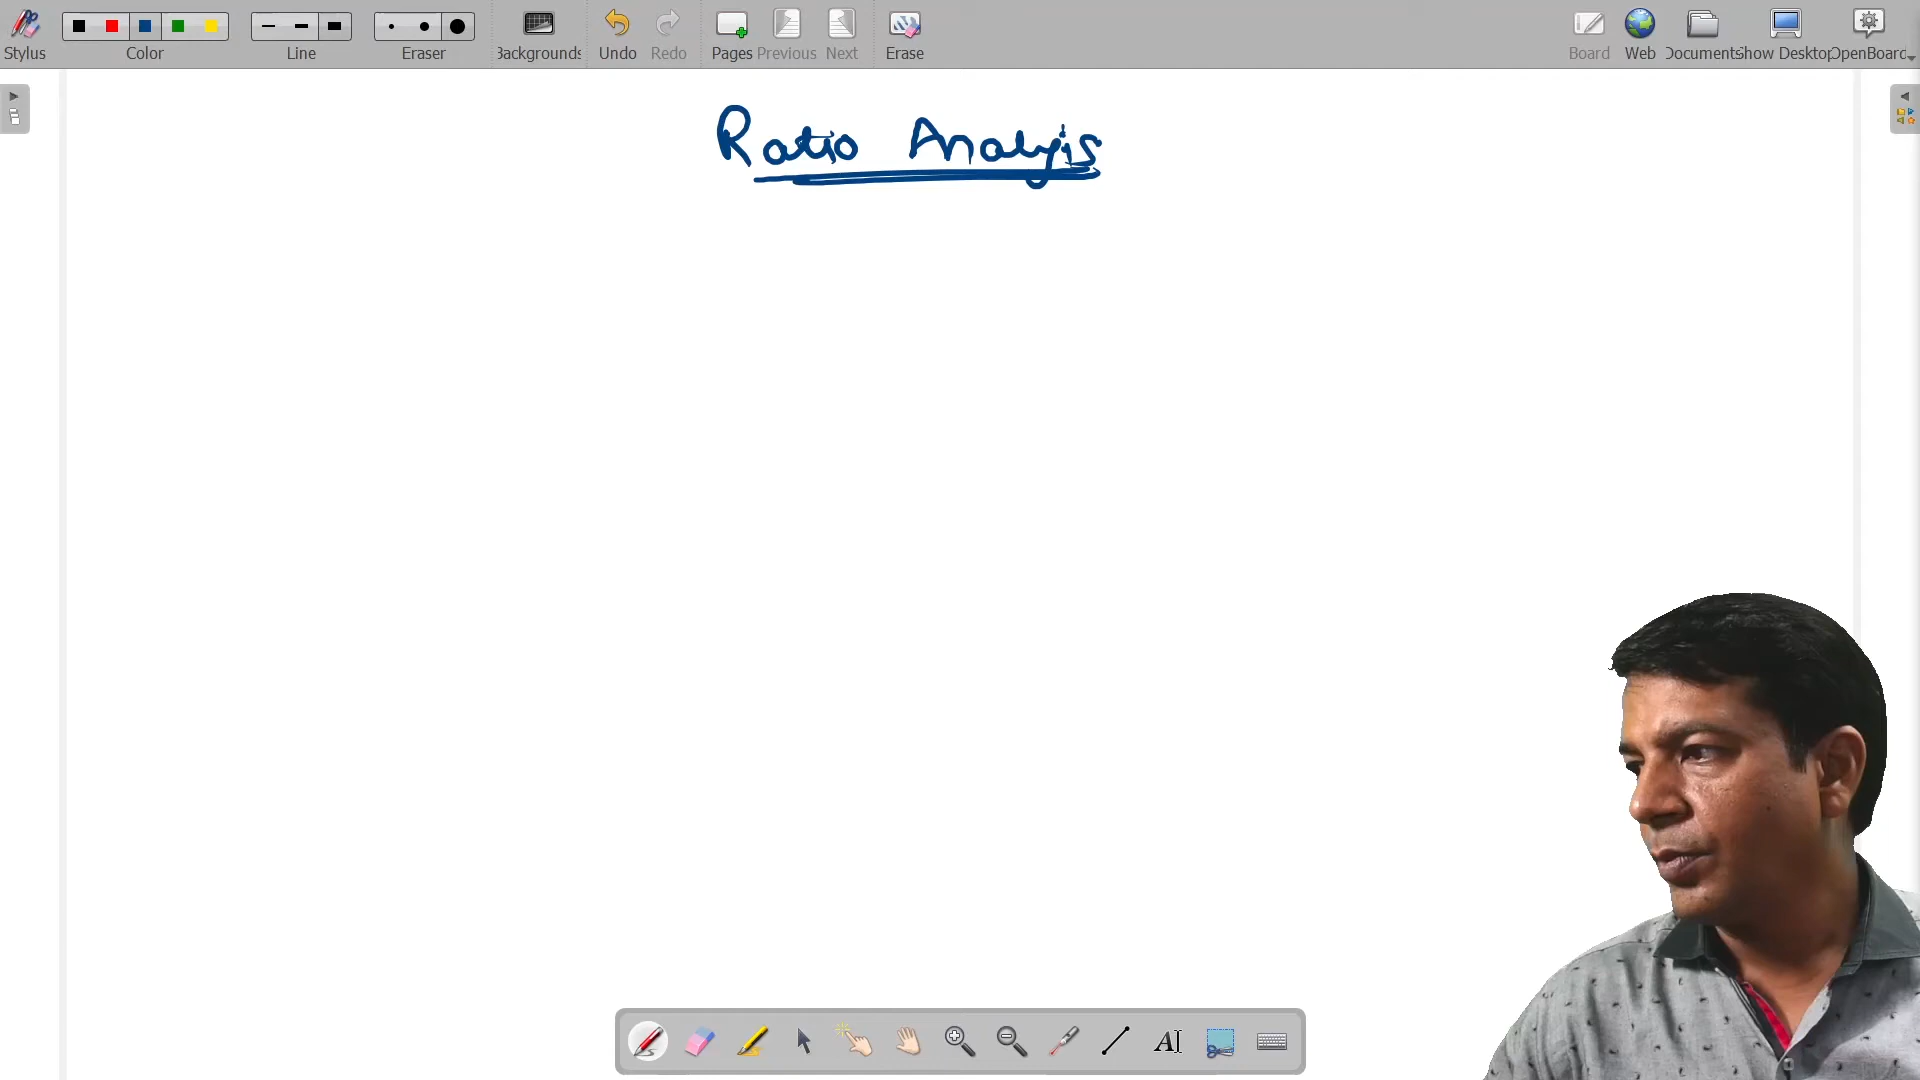 Stylus Color Line Eraser Backgrounds Undo Redo Pages Previous Next Erase Board Web Documents Show Desktop OpenBoard
Ratio Analysis
A